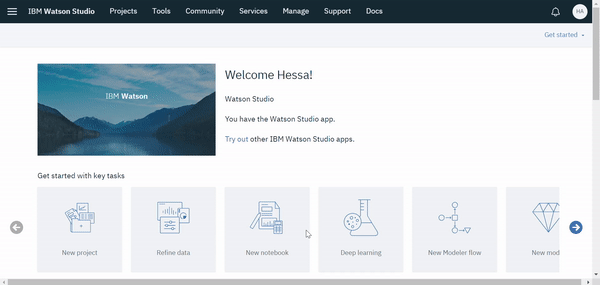 IBM Watson Studio Projects Tools Community Services Manage Support Docs HA
Get started
IBM Watson
Welcome Hessa!
Watson Studio
You have the Watson Studio app.
Try out other IBM Watson Studio apps.
Get started with key tasks
New project Refine data New notebook Deep learning New Modeler flow New mod